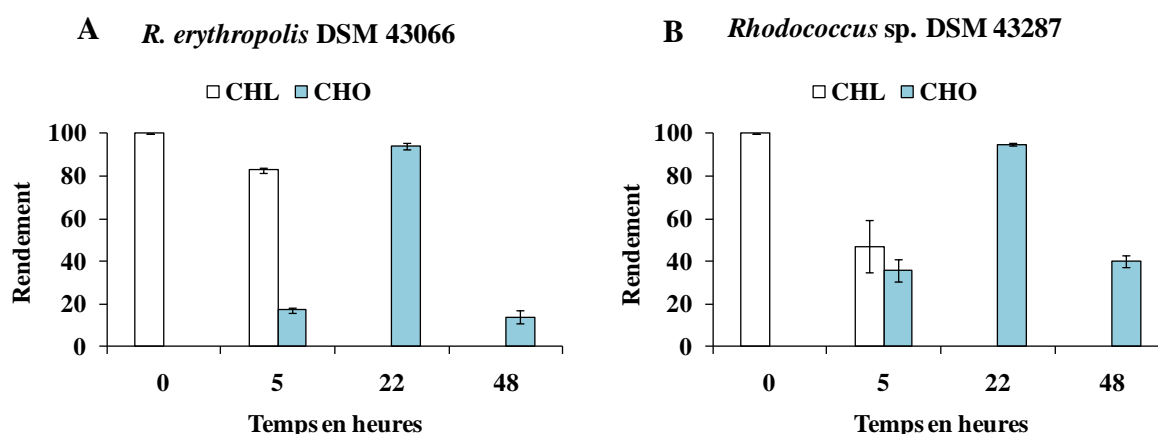 A R. erythropolis DSM 43066
CHL CHO
Rendement
100
80
60
40
20
0
0 5 22 48
Temps en heures
B Rhodococcus sp. DSM 43287
CHL CHO
Rendement
100
80
60
40
20
0
0 5 22 48
Temps en heures